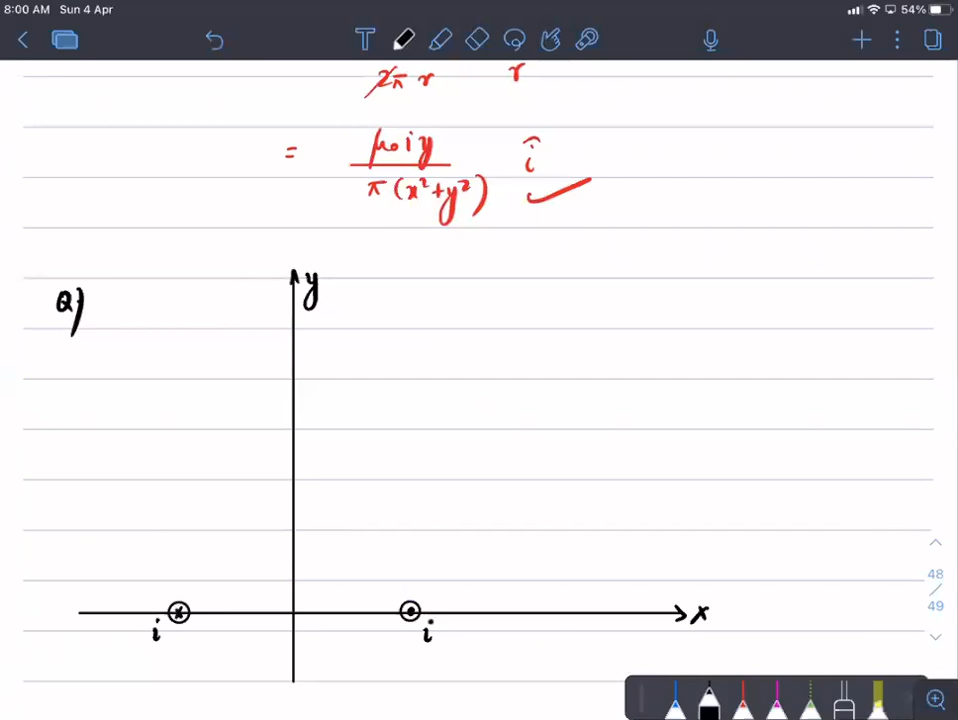 8:00 AM Sun 4 Apr 54%
T
2π r r
= μ₀ i y / π (x² + y²) î
Q) y
x
i i
48
/
49